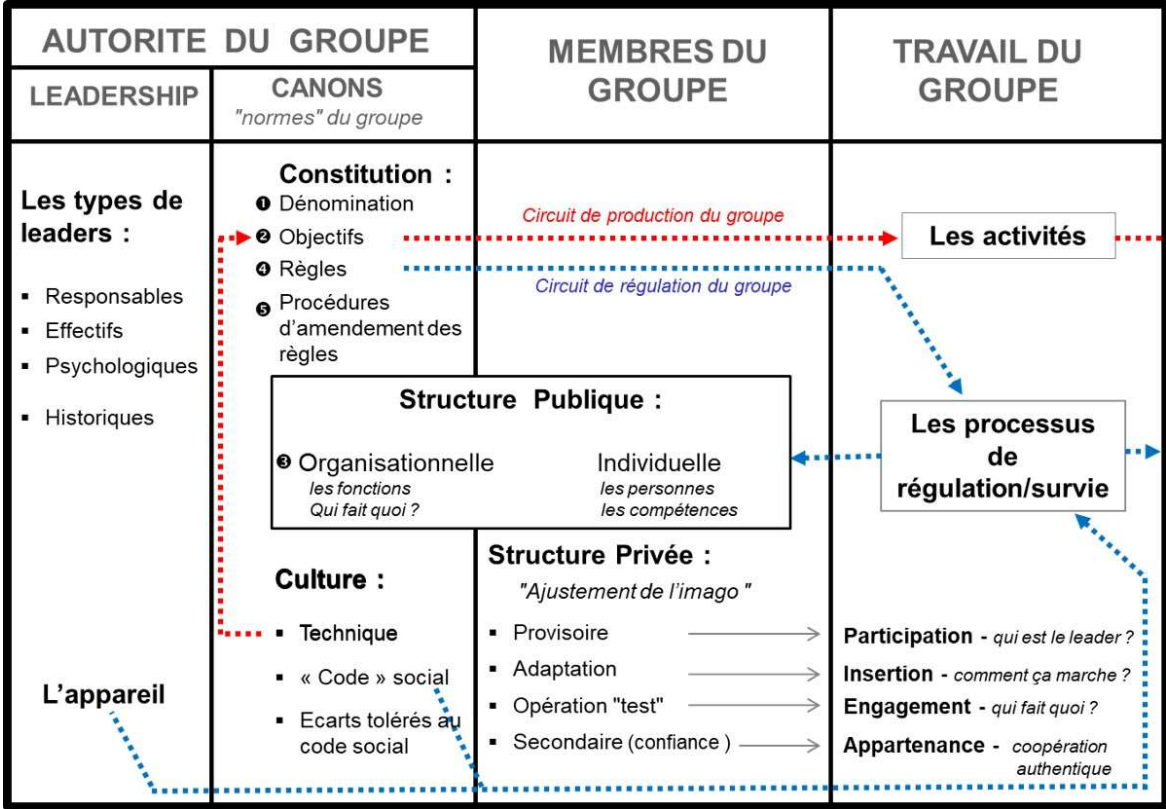 AUTORITE DU GROUPE
LEADERSHIP
CANONS
"normes" du groupe
MEMBRES DU
GROUPE
TRAVAIL DU
GROUPE
Les types de
leaders :
▪ Responsables
▪ Effectifs
▪ Psychologiques
▪ Historiques
L'appareil
Constitution :
❶ Dénomination
❷ Objectifs
❹ Règles
❺ Procédures
d'amendement des
règles
Circuit de production du groupe
Circuit de régulation du groupe
Structure Publique :
❸ Organisationnelle
les fonctions
Qui fait quoi ?
Individuelle
les personnes
les compétences
Culture :
▪ Technique
▪ « Code » social
▪ Ecarts tolérés au
code social
Structure Privée :
"Ajustement de l'imago "
▪ Provisoire
▪ Adaptation
▪ Opération "test"
▪ Secondaire (confiance )
Les activités
Les processus
de
régulation/survie
Participation - qui est le leader ?
Insertion - comment ça marche ?
Engagement - qui fait quoi ?
Appartenance - coopération
authentique